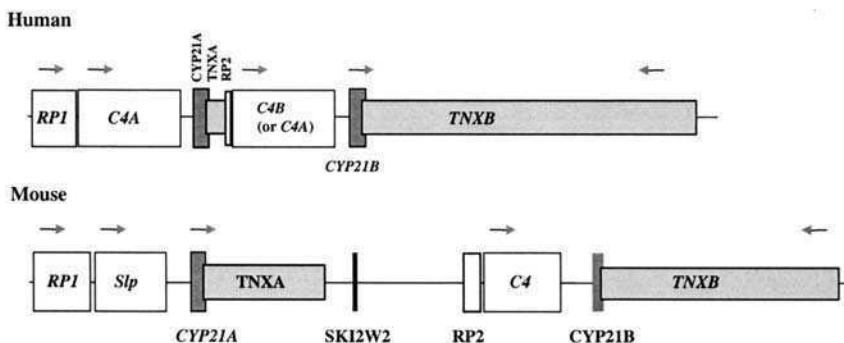 Human
CYP21A
TNXA
RP2
RP1
C4A
C4B
(or C4A)
TNXB
CYP21B
Mouse
RP1
Slp
TNXA
C4
TNXB
CYP21A
SKI2W2
RP2
CYP21B